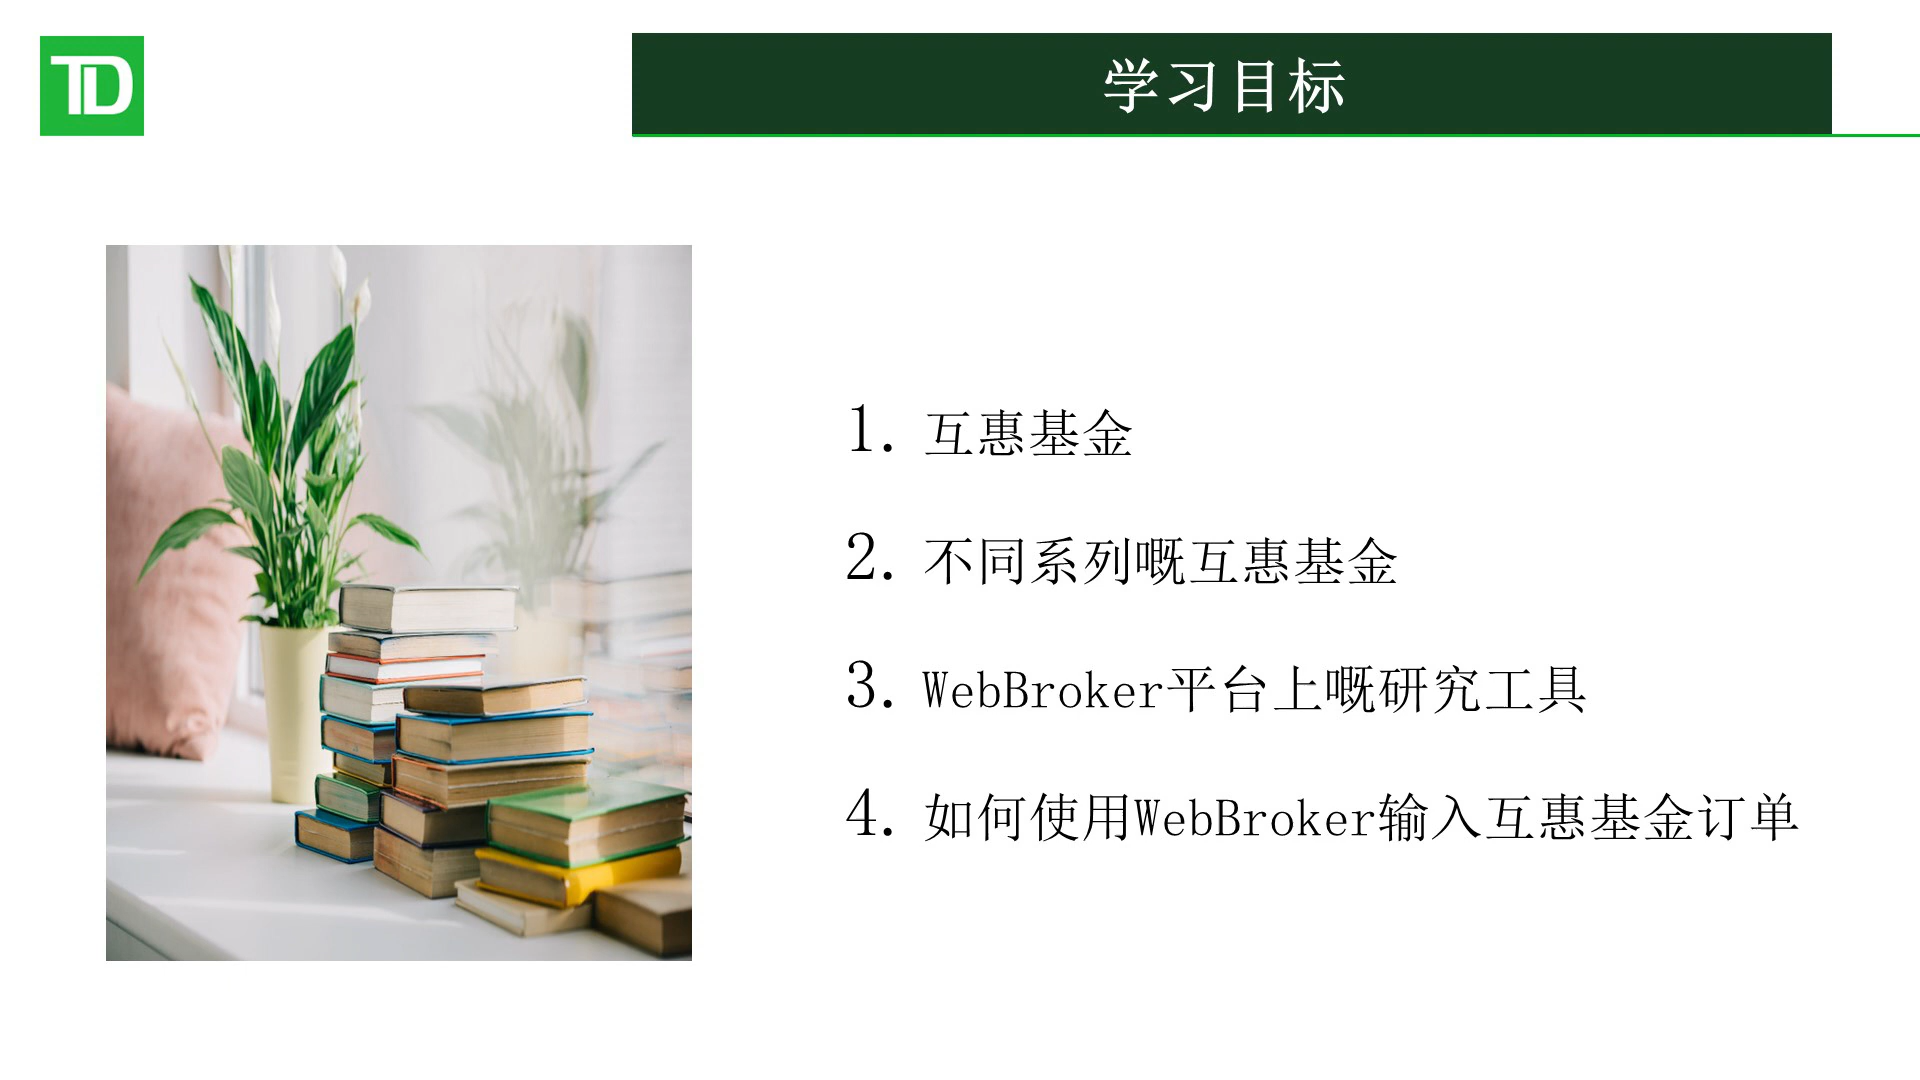 TD
学习目标
1. 互惠基金
2. 不同系列嘅互惠基金
3. WebBroker平台上嘅研究工具
4. 如何使用WebBroker输入互惠基金订单